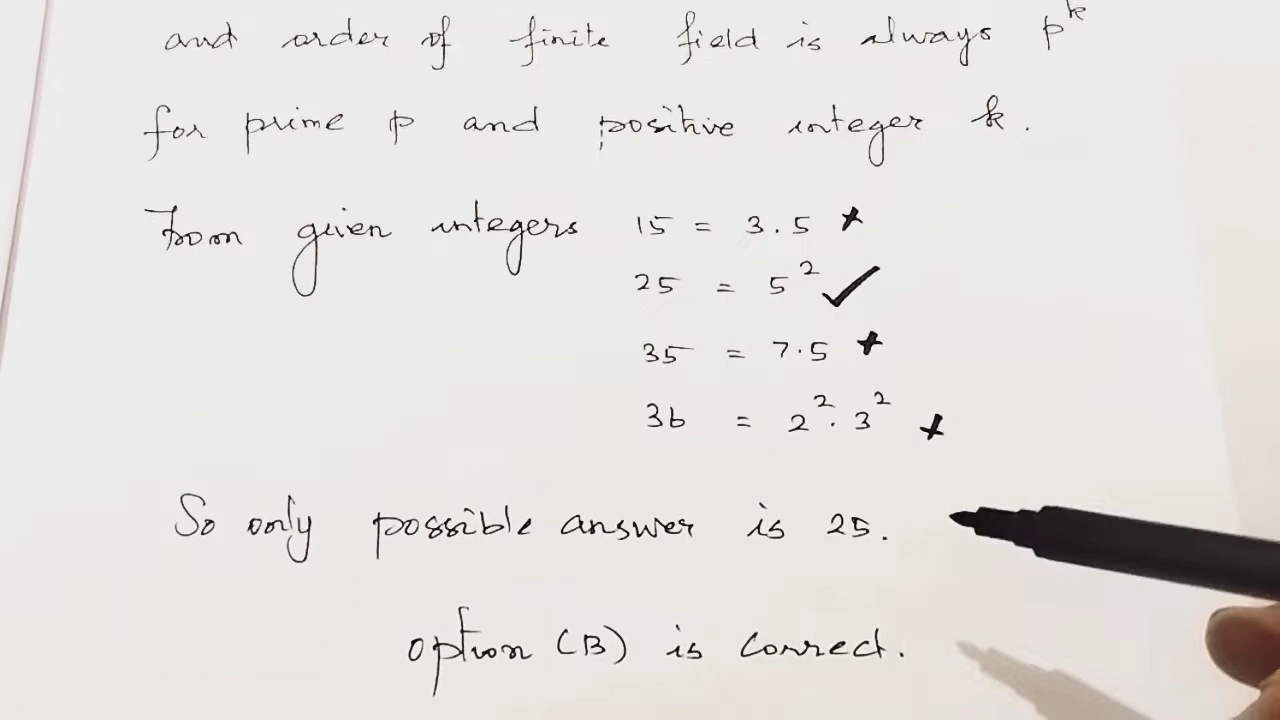 and order of finite field is always p^k
for prime p and positive integer k.
From given integers 15 = 3.5 ×
25 = 5^2 ✓
35 = 7.5 ×
36 = 2^2. 3^2 ×
So only possible answer is 25.
option (B) is correct.